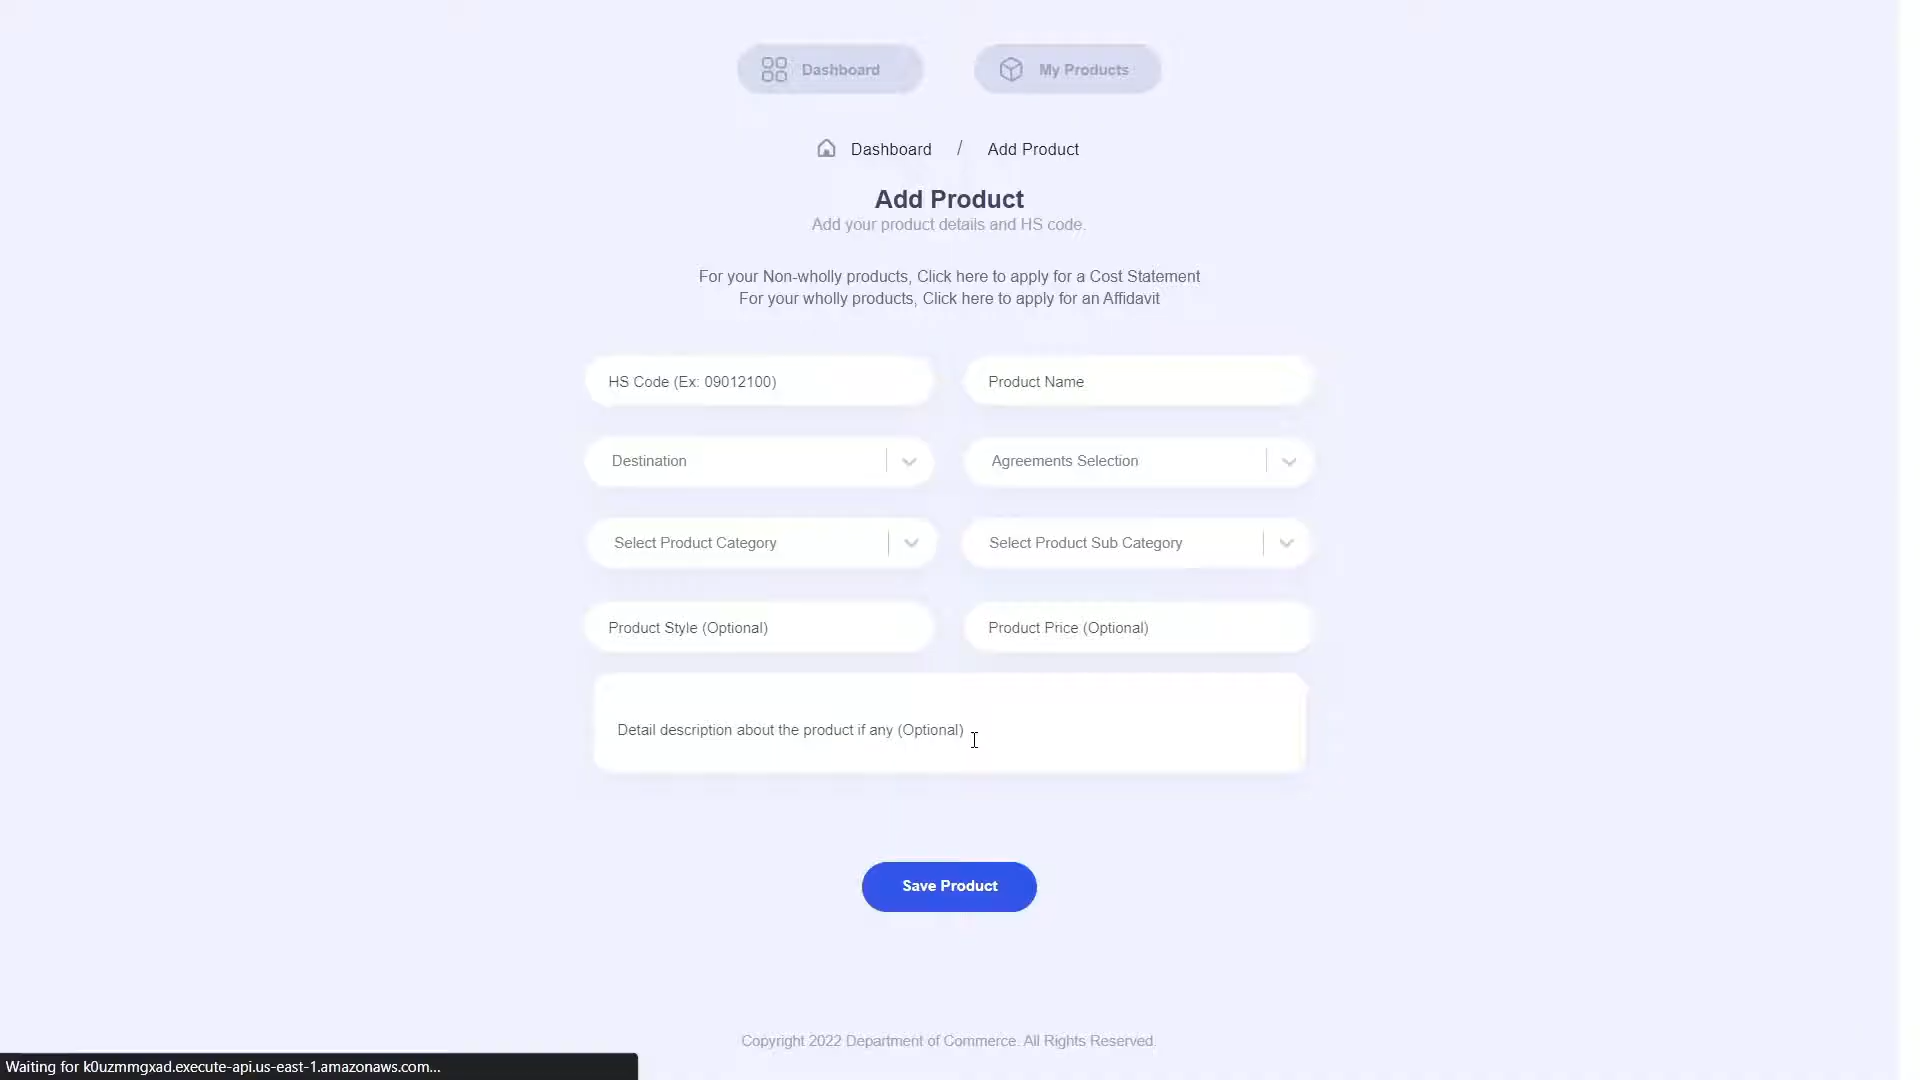 Dashboard
My Products
Dashboard / Add Product
Add Product
Add your product details and HS code.
For your Non-wholly products, Click here to apply for a Cost Statement
For your wholly products, Click here to apply for an Affidavit
HS Code (Ex: 09012100)
Product Name
Destination
Agreements Selection
Select Product Category
Select Product Sub Category
Product Style (Optional)
Product Price (Optional)
Detail description about the product if any (Optional)
Save Product
Copyright 2022 Department of Commerce. All Rights Reserved.
Waiting for k0uzmmgxad.execute-api.us-east-1.amazonaws.com...